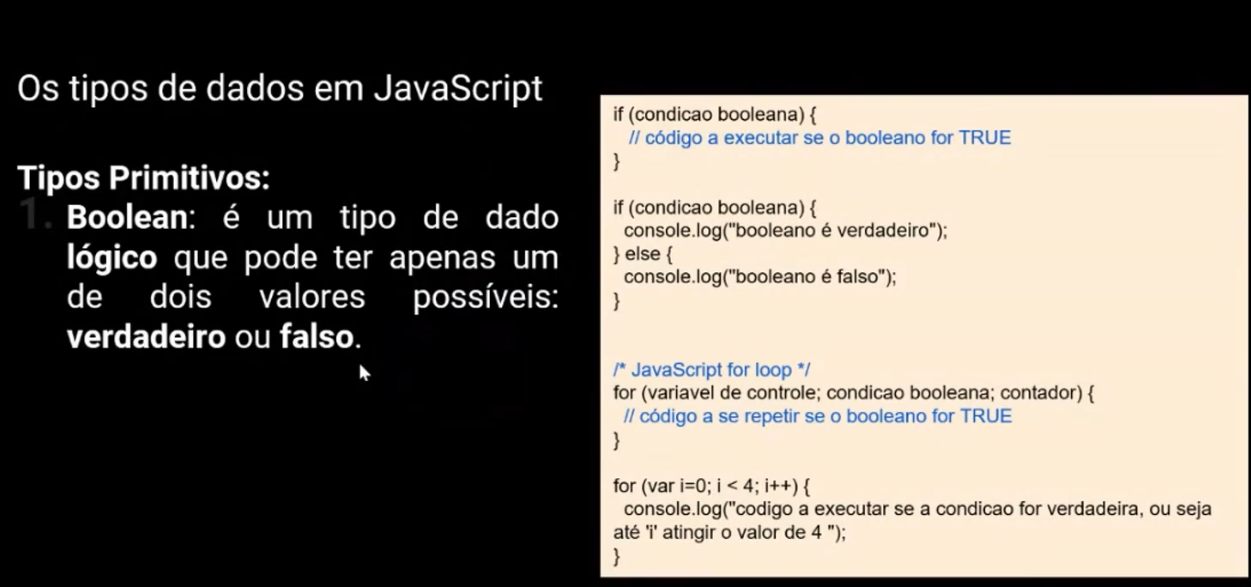 Os tipos de dados em JavaScript
Tipos Primitivos:
1. Boolean: é um tipo de dado
lógico que pode ter apenas um
de dois valores possíveis:
verdadeiro ou falso.
if (condicao booleana) {
// código a executar se o booleano for TRUE
}
if (condicao booleana) {
console.log("booleano é verdadeiro");
} else {
console.log("booleano é falso");
}
/* JavaScript for loop */
for (variavel de controle; condicao booleana; contador) {
// código a se repetir se o booleano for TRUE
}
for (var i=0; i < 4; i++) {
console.log("codigo a executar se a condicao for verdadeira, ou seja
até 'i' atingir o valor de 4 ");
}